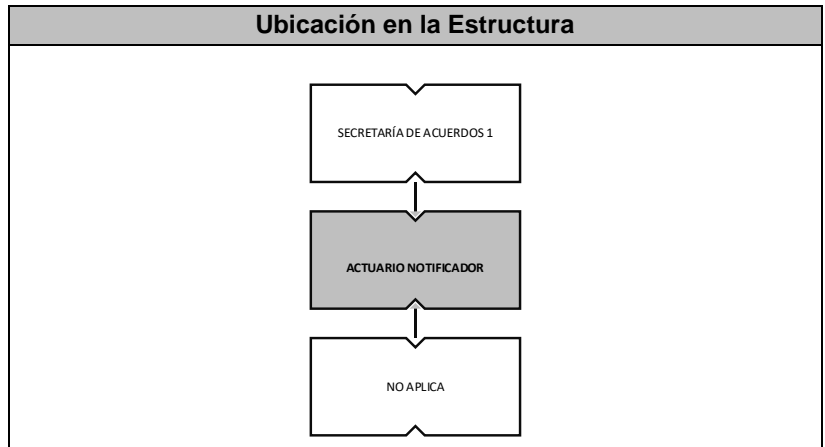 Ubicación en la Estructura
SECRETARÍA DE ACUERDOS 1
ACTUARIO NOTIFICADOR
NO APLICA